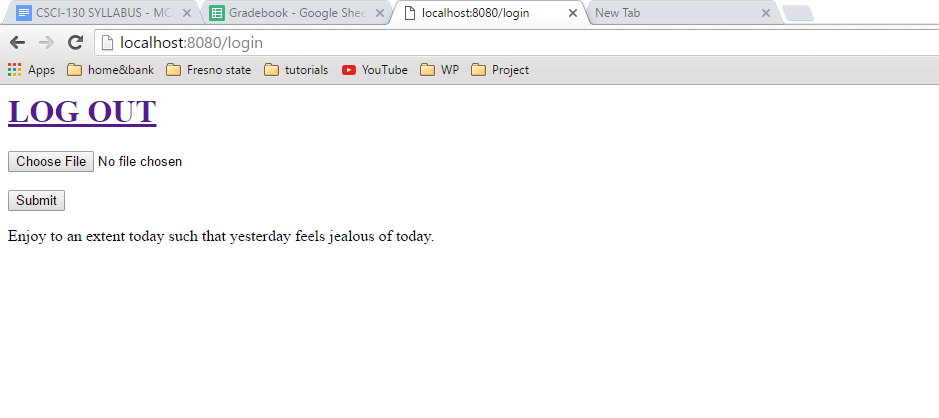 CSCI-130 SYLLABUS - MC
Gradebook - Google Shee
localhost:8080/login
New Tab
localhost:8080/login
Apps home&bank Fresno state tutorials YouTube WP Project
LOG OUT
Choose File No file chosen
Submit
Enjoy to an extent today such that yesterday feels jealous of today.